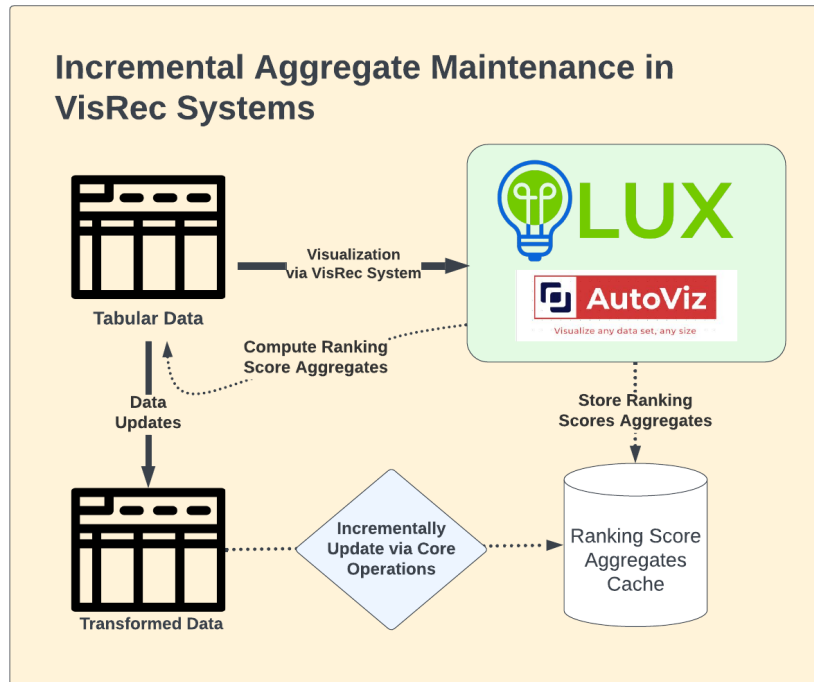 Incremental Aggregate Maintenance in
VisRec Systems
LUX
Visualization
via VisRec System
AutoViz
Visualize any data set, any size
Tabular Data
Compute Ranking
Score Aggregates
Data
Updates
Store Ranking
Scores Aggregates
Incrementally
Update via Core
Operations
Ranking Score
Aggregates
Cache
Transformed Data